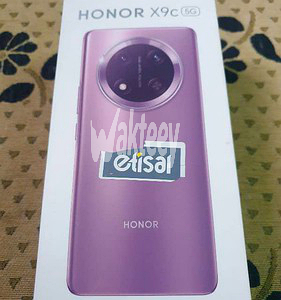 HONOR X9c 5G
Wakteey
etisal
HONOR